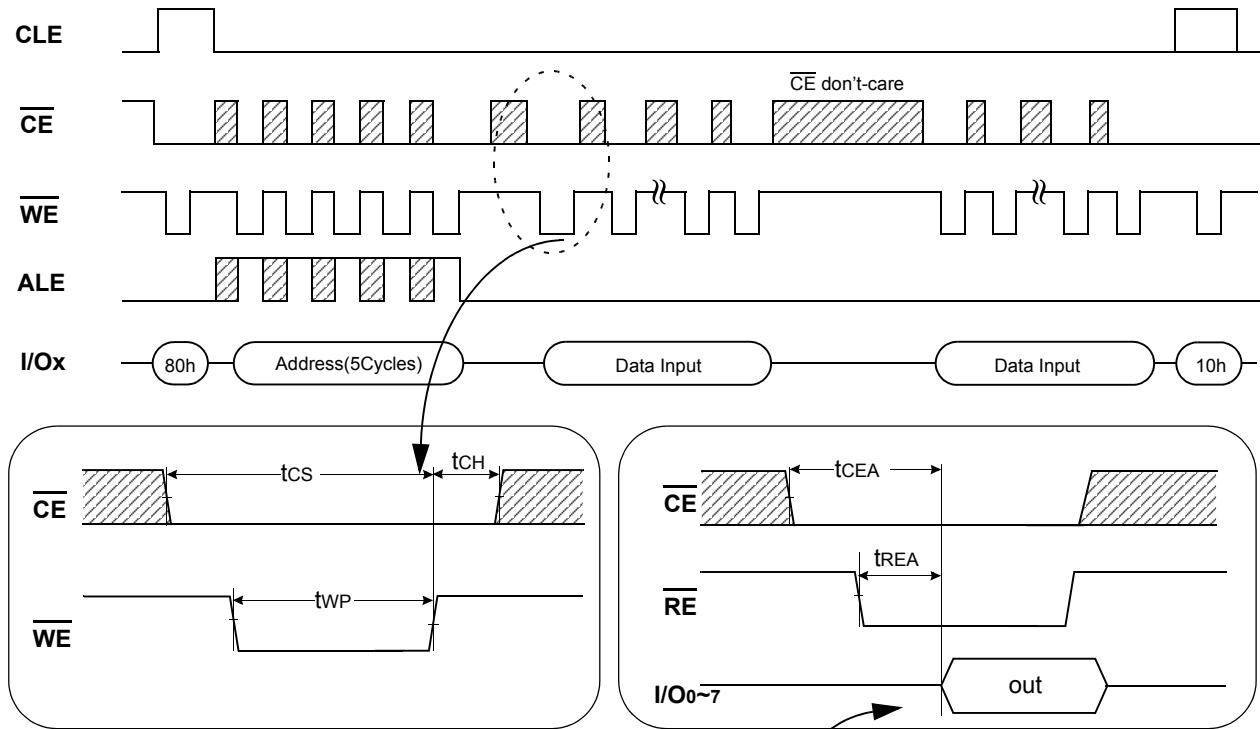 CLE
CE don't-care
CE
WE
ALE
I/Ox
80h
Address(5Cycles)
Data Input
Data Input
10h
tCS
tCH
CE
tWP
WE
tCEA
CE
tREA
RE
I/O0~7
out